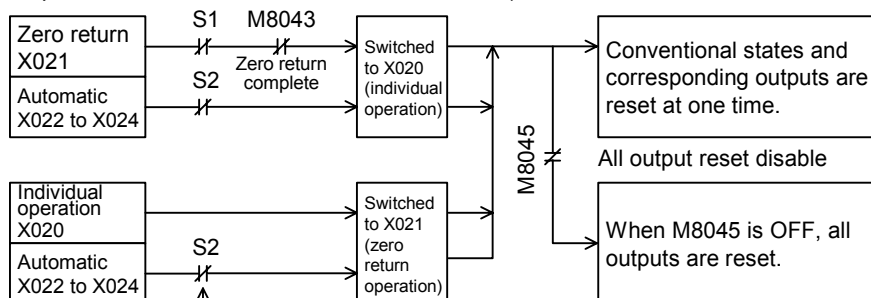 S1
M8043
Zero return
X021
Zero return
complete
Switched
to X020
(individual
operation)
Conventional states and
corresponding outputs are
reset at one time.
Automatic
X022 to X024
S2
M8045
All output reset disable
Individual
operation
X020
Switched
to X021
(zero
return
operation)
When M8045 is OFF, all
outputs are reset.
Automatic
X022 to X024
S2